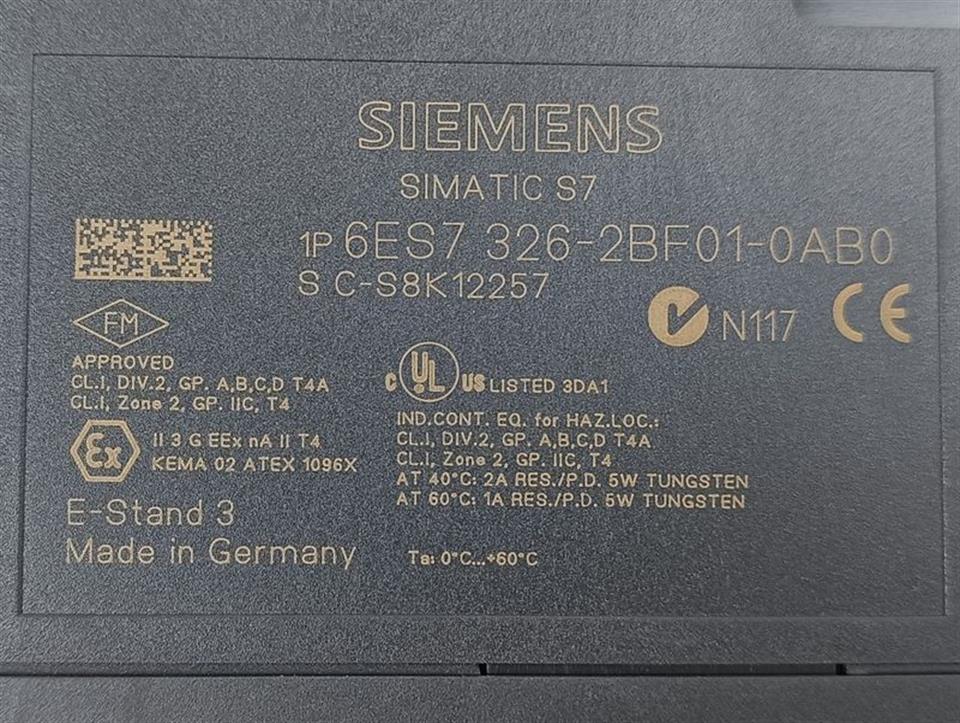 SIEMENS
SIMATIC S7
1P 6ES7 326-2BF01-0AB0
S C-S8K12257
FM
N117 CE
APPROVED
CL.I, DIV.2, GP. A,B,C,D T4A
CL.I, Zone 2, GP. IIC, T4
C UL US LISTED 3DA1
IND.CONT. EQ. for HAZ.LOC.:
CL.I, DIV.2, GP. A,B,C,D T4A
CL.I, Zone 2, GP. IIC, T4
AT 40°C: 2A RES./P.D. 5W TUNGSTEN
AT 60°C: 1A RES./P.D. 5W TUNGSTEN
Ex II 3 G EEx nA II T4
KEMA 02 ATEX 1096X
E-Stand 3
Made in Germany
Ta: 0°C...+60°C